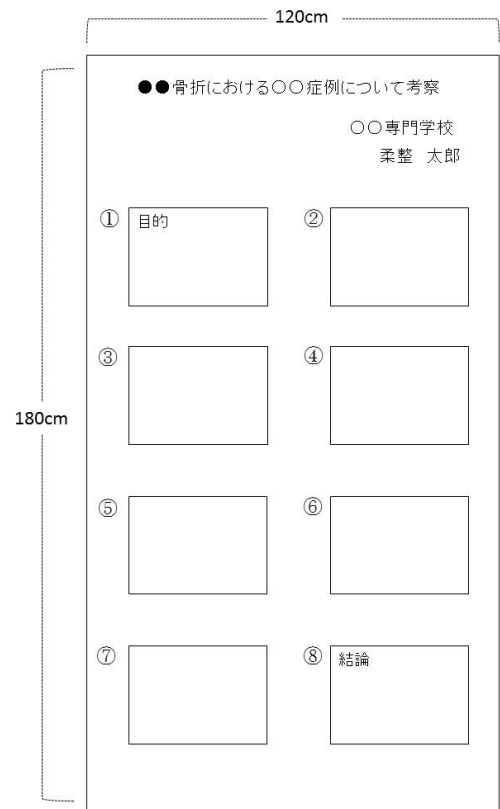 120cm
●●骨折における○○症例について考察
○○専門学校
柔整 太郎
① 目的
②
③
④
180cm
⑤
⑥
⑦
⑧ 結論